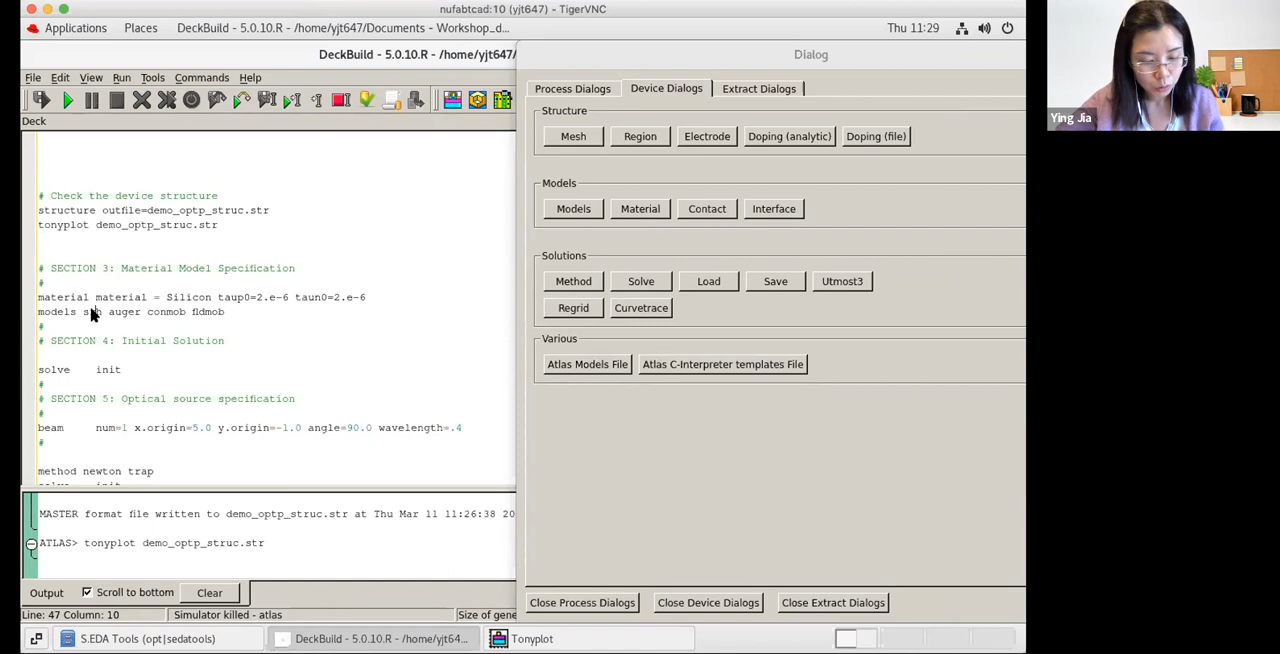 nufabtcad:10 (yjt647) - TigerVNC
Applications Places DeckBuild - 5.0.10.R - /home/yjt647/Documents - Workshop_d... Thu 11:29
DeckBuild - 5.0.10.R - /home/yjt647/
Dialog
File Edit View Run Tools Commands Help
Process Dialogs Device Dialogs Extract Dialogs
Deck
Structure
Mesh Region Electrode Doping (analytic) Doping (file)
Models
Models Material Contact Interface
Solutions
Method Solve Load Save Utmost3
Regrid Curvetrace
Various
Atlas Models File Atlas C-Interpreter templates File
Close Process Dialogs Close Device Dialogs Close Extract Dialogs
# Check the device structure
structure outfile=demo_optp_struc.str
tonyplot demo_optp_struc.str
# SECTION 3: Material Model Specification
#
material material = Silicon taup0=2.e-6 taun0=2.e-6
models auger conmob fldmob
#
# SECTION 4: Initial Solution
solve init
#
# SECTION 5: Optical source specification
#
beam num=1 x.origin=5.0 y.origin=-1.0 angle=90.0 wavelength=.4
#
method newton trap
MASTER format file written to demo_optp_struc.str at Thu Mar 11 11:26:38 20
ATLAS> tonyplot demo_optp_struc.str
Output Scroll to bottom Clear
Line: 47 Column: 10 Simulator killed - atlas Size of gene
S.EDA Tools (opt|sedatools) DeckBuild - 5.0.10.R - /home/yjt64... Tonyplot
Ying Jia